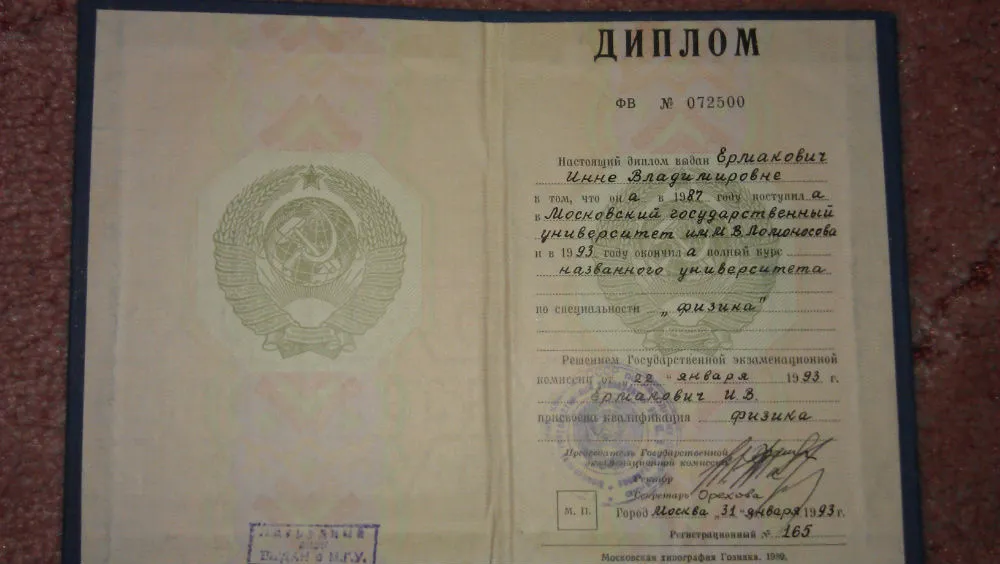 ДИПЛОМ
ФВ № 072500
Настоящий диплом выдан Ермакович
Инне Владимировне
в том, что она в 1987 году поступила
в Московский государственный
университет им. М. В. Ломоносова
и в 1993 году окончила полный курс
названного университета
по специальности „физика"
Решением Государственной экзаменационной
комиссии от „22" января 1993 г.
Ермакович И. В.
присвоена квалификация физика
Председатель Государственной
экзаменационной комиссии
Ректор
Секретарь Орехова
М. П. Город Москва „31" января 1993 г.
Регистрационный № 165
Московская типография Гознака. 1990.
ВЫДАН в М.Г.У.